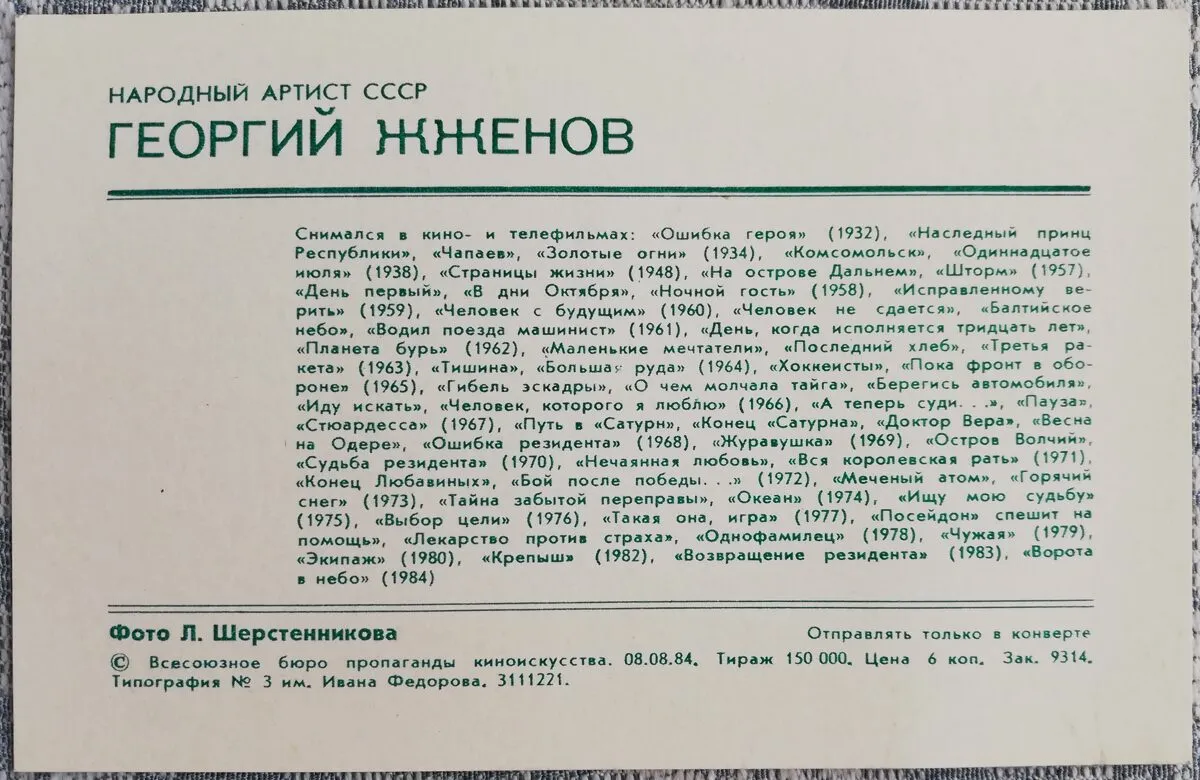 НАРОДНЫЙ АРТИСТ СССР
ГЕОРГИЙ ЖЖЕНОВ
Снимался в кино- и телефильмах: «Ошибка героя» (1932), «Наследный принц
Республики», «Чапаев», «Золотые огни» (1934), «Комсомольск», «Одиннадцатое
июля» (1938), «Страницы жизни» (1948), «На острове Дальнем», «Шторм» (1957),
«День первый», «В дни Октября», «Ночной гость» (1958), «Исправленному ве-
рить» (1959), «Человек с будущим» (1960), «Человек не сдается», «Балтийское
небо», «Водил поезда машинист» (1961), «День, когда исполняется тридцать лет»,
«Планета бурь» (1962), «Маленькие мечтатели», «Последний хлеб», «Третья ра-
кета» (1963), «Тишина», «Большая руда» (1964), «Хоккеисты», «Пока фронт в обо-
роне» (1965), «Гибель эскадры», «О чем молчала тайга», «Берегись автомобиля»,
«Иду искать», «Человек, которого я люблю» (1966), «А теперь суди. . .», «Пауза»,
«Стюардесса» (1967), «Путь в «Сатурн», «Конец «Сатурна», «Доктор Вера», «Весна
на Одере», «Ошибка резидента» (1968), «Журавушка» (1969), «Остров Волчий»,
«Судьба резидента» (1970), «Нечаянная любовь», «Вся королевская рать» (1971),
«Конец Любавиных», «Бой после победы. . .» (1972), «Меченый атом», «Горячий
снег» (1973), «Тайна забытой переправы», «Океан» (1974), «Ищу мою судьбу»
(1975), «Выбор цели» (1976), «Такая она, игра» (1977), «Посейдон» спешит на
помощь», «Лекарство против страха», «Однофамилец» (1978), «Чужая» (1979),
«Экипаж» (1980), «Крепыш» (1982), «Возвращение резидента» (1983), «Ворота
в небо» (1984)
Фото Л. Шерстенникова
Отправлять только в конверте
© Всесоюзное бюро пропаганды киноискусства. 08.08.84. Тираж 150 000. Цена 6 коп. Зак. 9314.
Типография № 3 им. Ивана Федорова. 3111221.